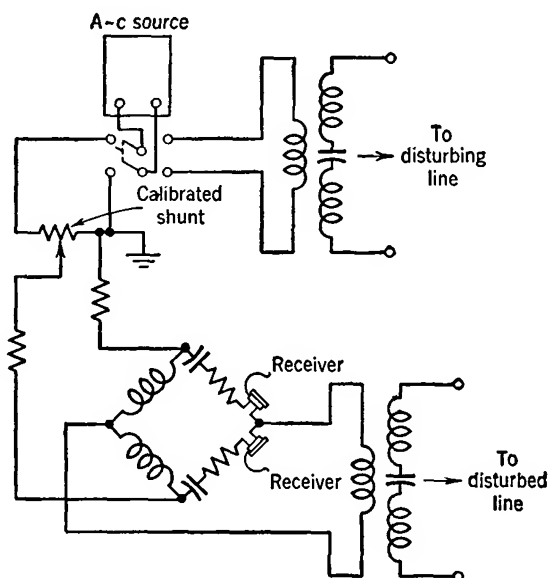 A-c source
To
disturbing
line
Calibrated
shunt
Receiver
Receiver
To
disturbed
line